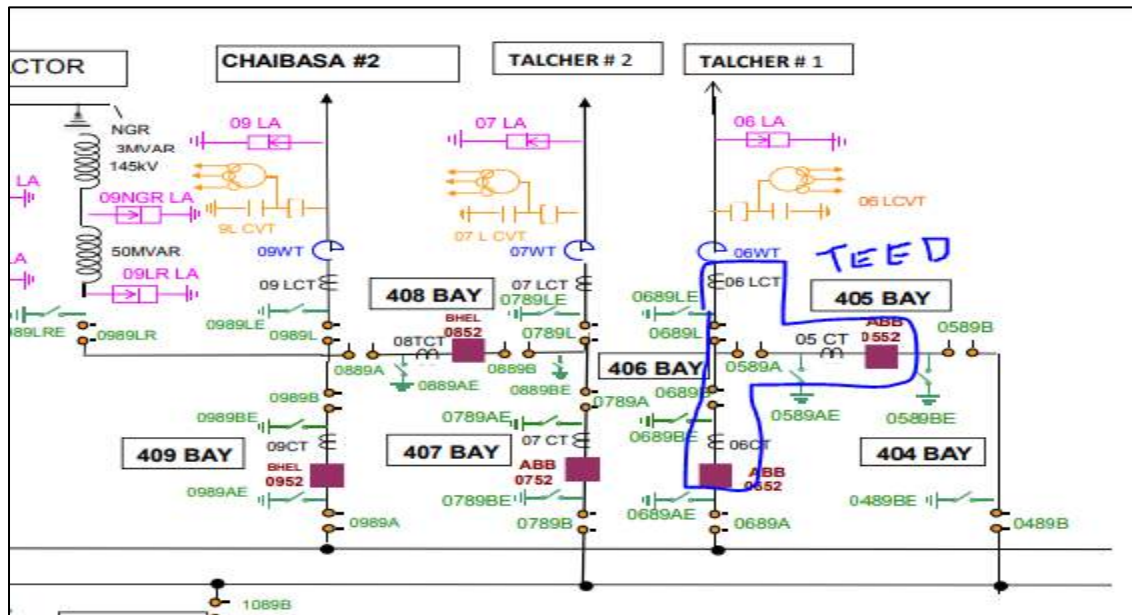 CTOR
CHAIBASA #2
TALCHER # 2
TALCHER # 1
NGR
3MVAR
145kV
09 LA
07 LA
06 LA
LA
09NGR LA
9L CVT
07 L CVT
06 LCVT
50MVAR
09WT
07WT
06WT
TEED
LA
09LR LA
09 LCT
07 LCT
06 LCT
408 BAY
405 BAY
0789LE
0689LE
989LRE
0989LR
0989LE
0989L
BHEL
0852
0789L
0689L
ABB
0552
0589B
08TCT
05 CT
406 BAY
0889A
0889AE
0889B
0889BE
0589A
0589AE
0589BE
0989B
0989BE
0789AE
0789A
0689B
0689BE
409 BAY
09CT
407 BAY
07 CT
06CT
404 BAY
BHEL
0952
ABB
0752
ABB
0652
0989AE
0789BE
0689AE
0489BE
0989A
0789B
0689A
0489B
1089B